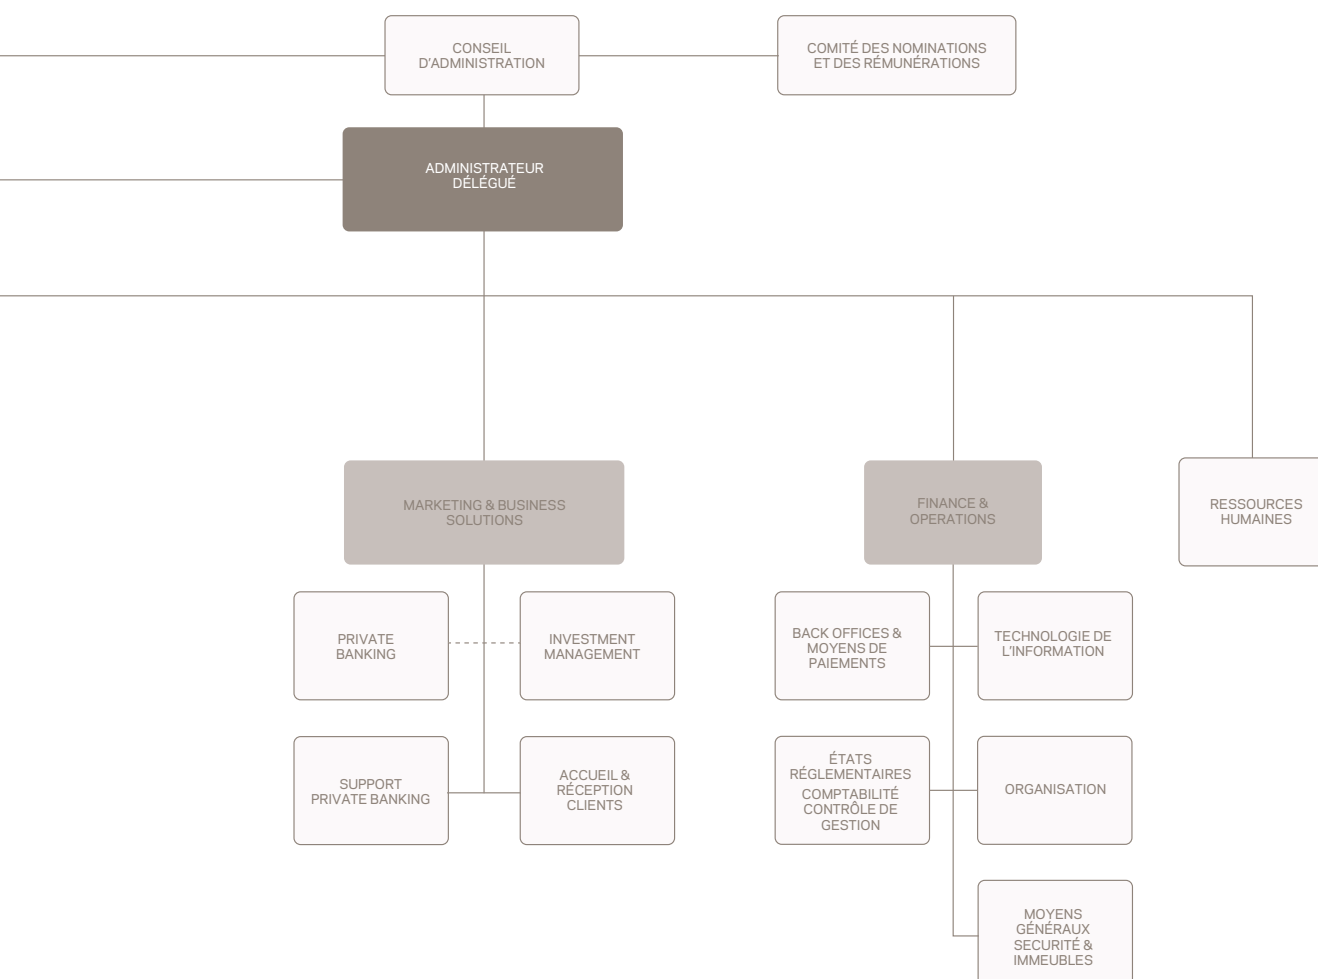 CONSEIL
D'ADMINISTRATION
COMITÉ DES NOMINATIONS
ET DES RÉMUNÉRATIONS
ADMINISTRATEUR
DÉLÉGUÉ
MARKETING & BUSINESS
SOLUTIONS
FINANCE &
OPERATIONS
RESSOURCES
HUMAINES
PRIVATE
BANKING
INVESTMENT
MANAGEMENT
BACK OFFICES &
MOYENS DE
PAIEMENTS
TECHNOLOGIE DE
L'INFORMATION
SUPPORT
PRIVATE BANKING
ACCUEIL &
RÉCEPTION
CLIENTS
ÉTATS
RÉGLEMENTAIRES
COMPTABILITÉ
CONTRÔLE DE
GESTION
ORGANISATION
MOYENS
GÉNÉRAUX
SECURITÉ &
IMMEUBLES